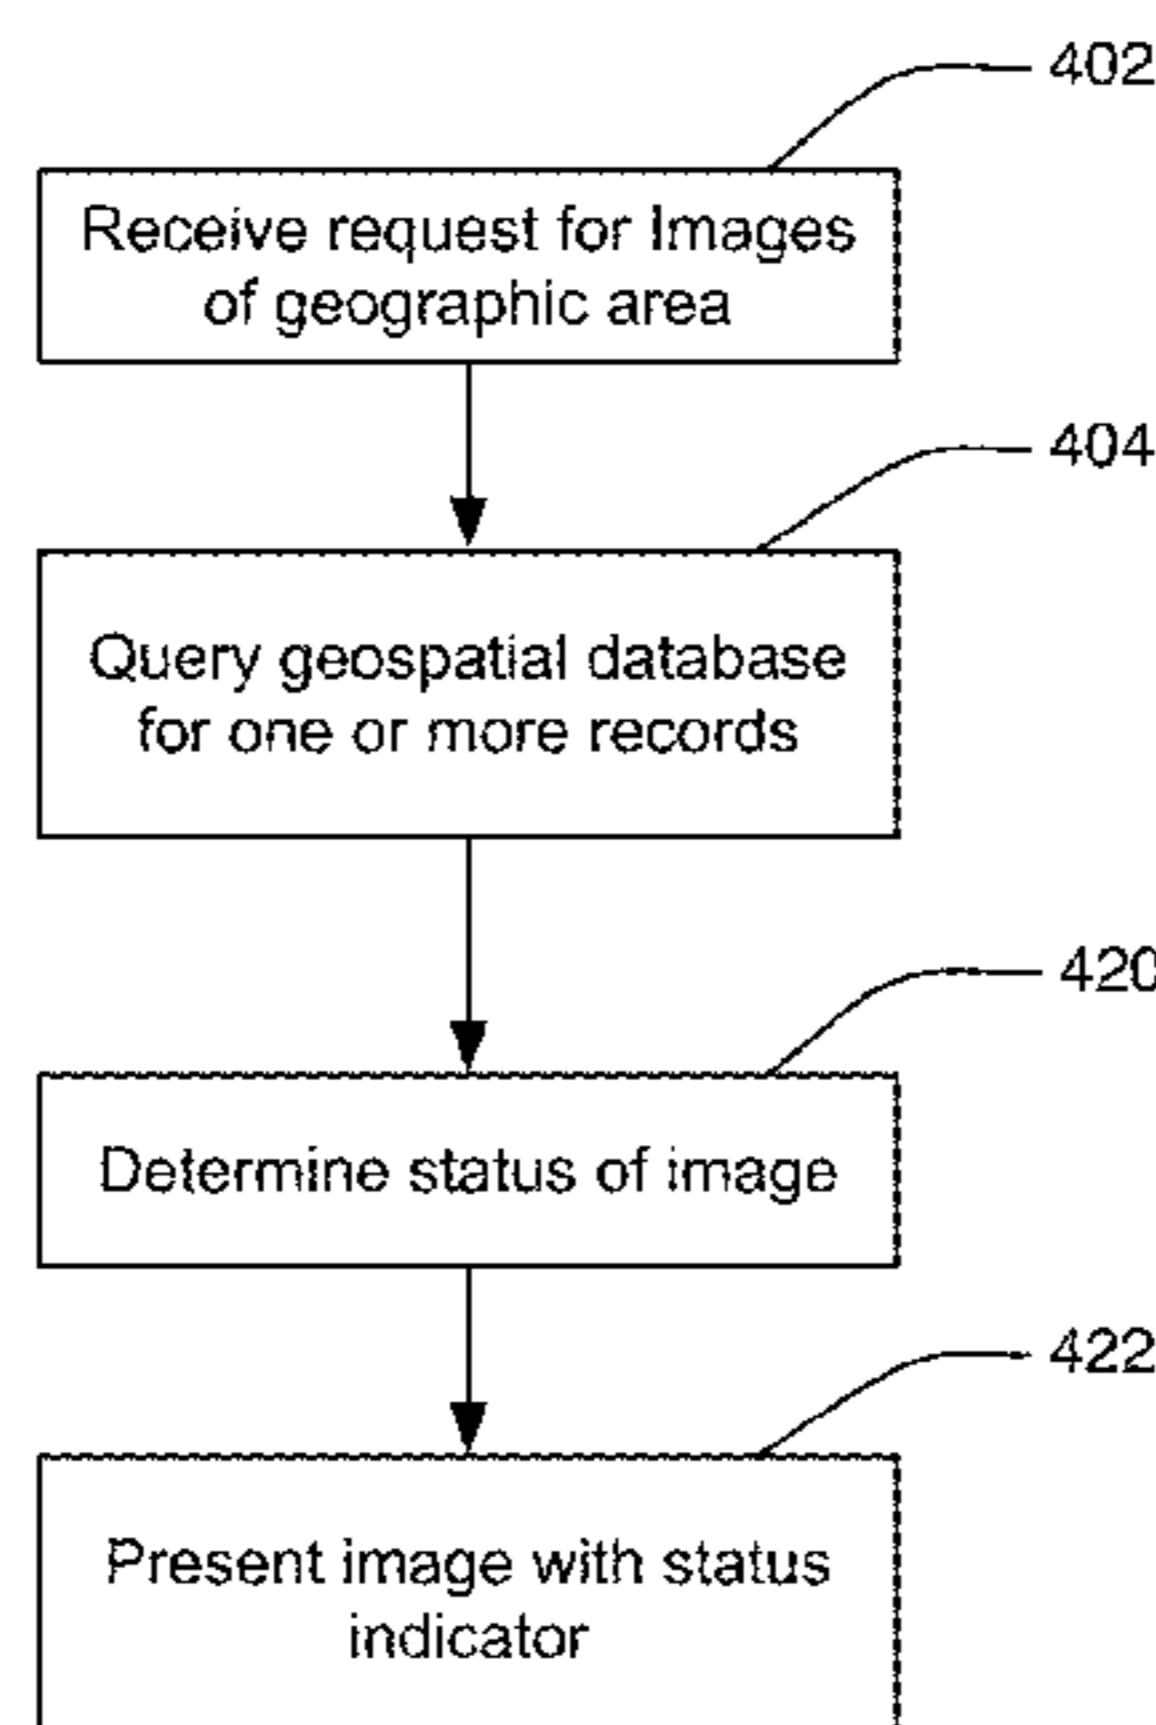 402
Receive request for Images
of geographic area
404
Query geospatial database
for one or more records
420
Determine status of image
422
Present image with status
indicator